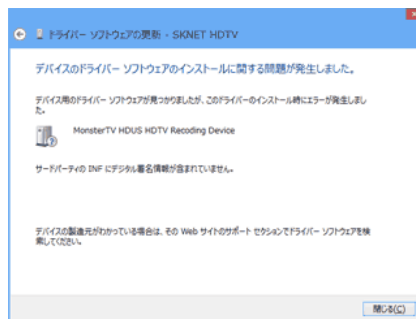 ドライバー ソフトウェアの更新 - SKNET HDTV
デバイスのドライバー ソフトウェアのインストールに関する問題が発生しました。
デバイス用のドライバー ソフトウェアが見つかりましたが、このドライバーのインストール時にエラーが発生しまし
た。
MonsterTV HDUS HDTV Recoding Device
サードパーティの INF にデジタル署名情報が含まれていません。
デバイスの製造元がわかっている場合は、その Web サイトのサポート セクションでドライバー ソフトウェアを検
索してください。
閉じる(C)